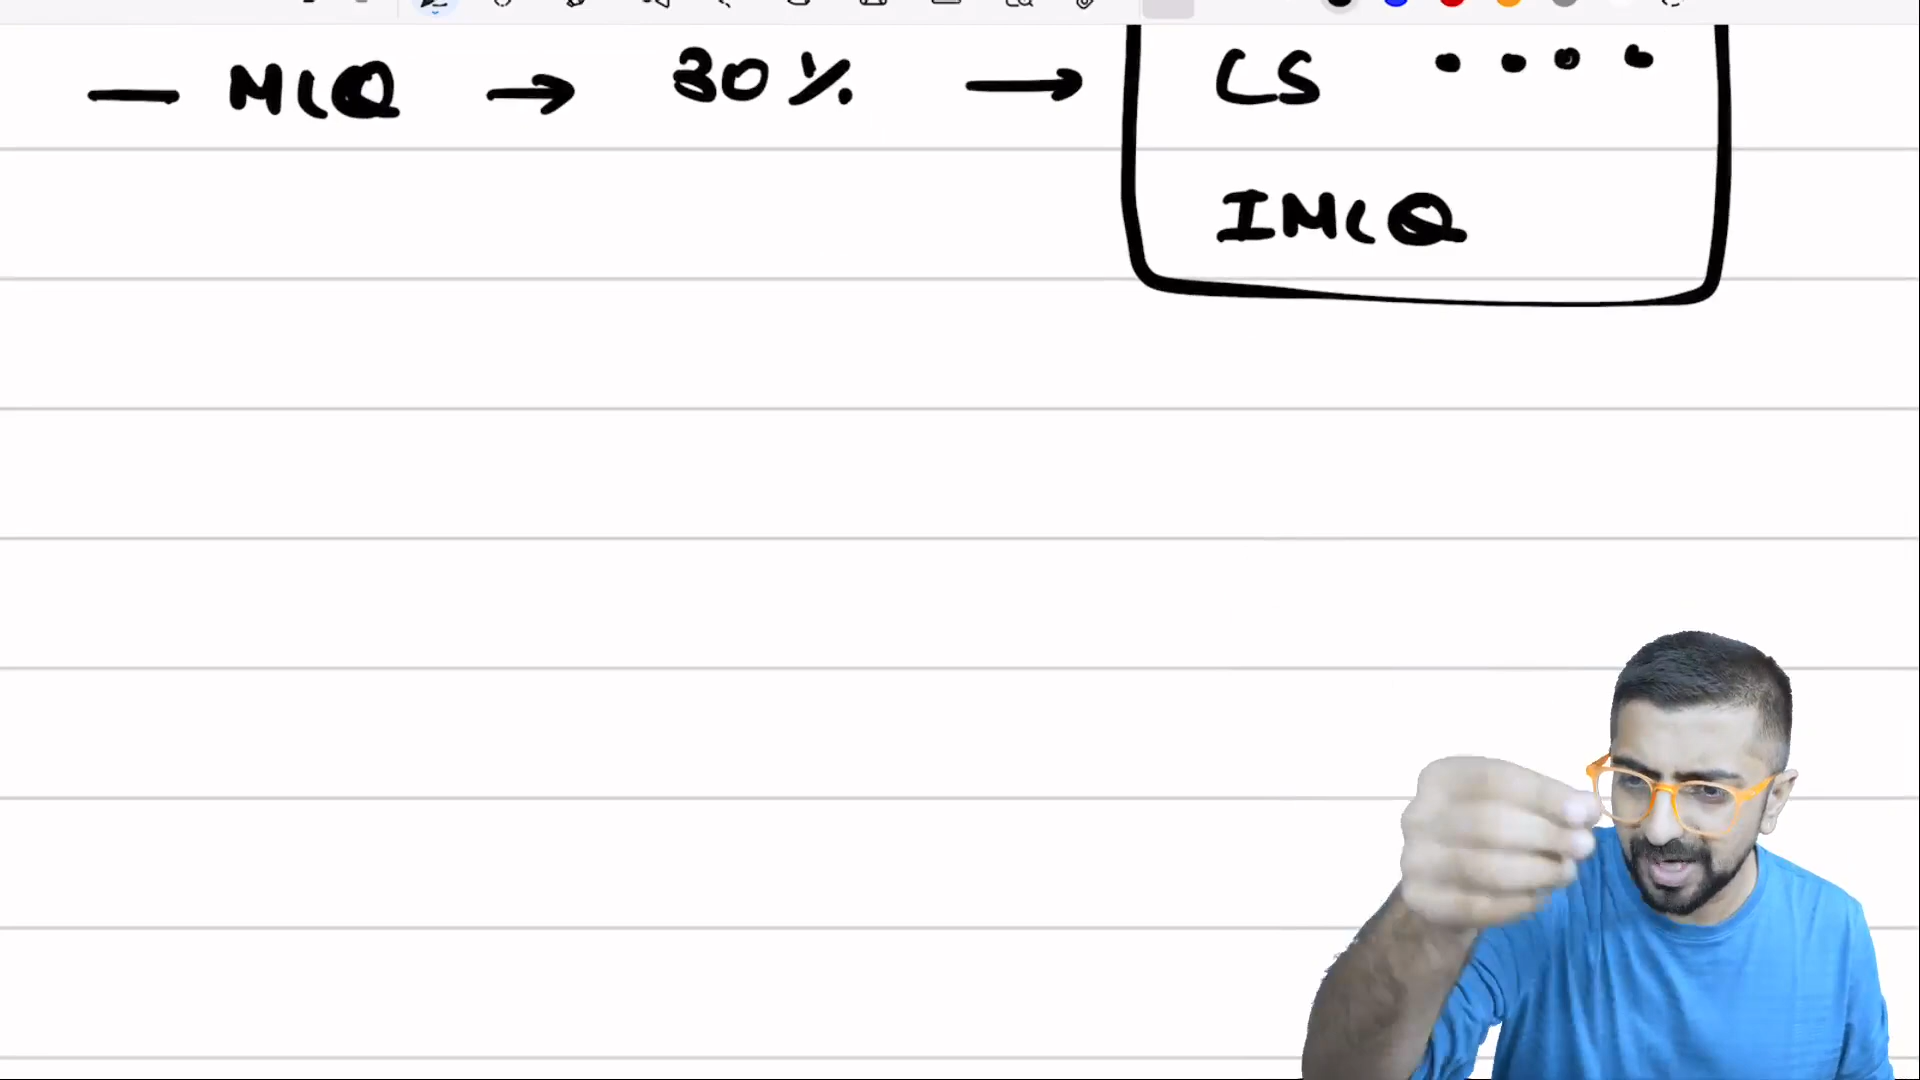 — MCQ → 30% → CS ....
IMCQ